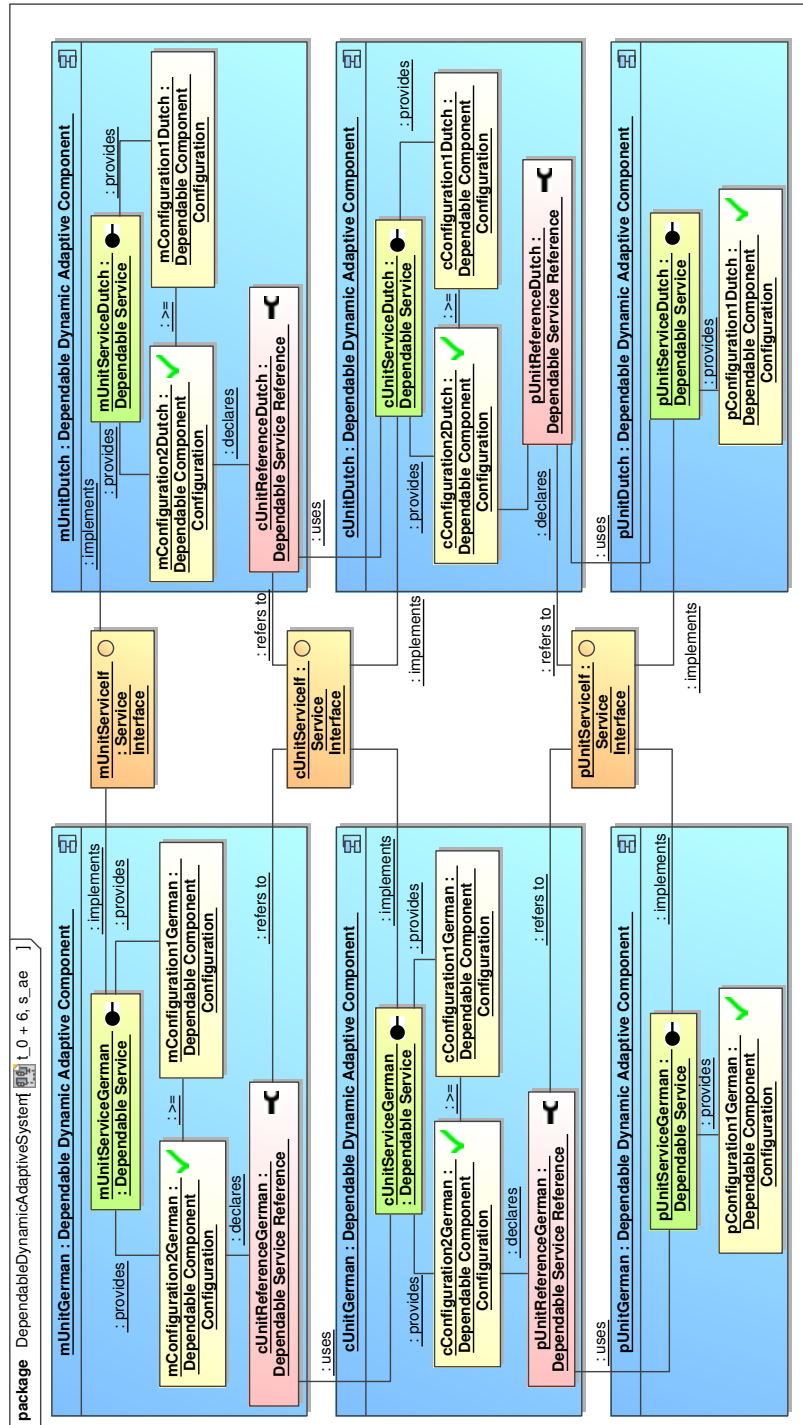 package DependableDynamicAdaptiveSystem[ t_0 + 6, s_ae ]
mUnitGerman : Dependable Dynamic Adaptive Component
mUnitServiceGerman
: Dependable Service
: implements
: provides
: provides
mConfiguration2German :
Dependable Component
Configuration
: >=
mConfiguration1German :
Dependable Component
Configuration
: declares
cUnitReferenceGerman :
Dependable Service Reference
: refers to
: uses
mUnitServiceIf
: Service
Interface
mUnitDutch : Dependable Dynamic Adaptive Component
: implements
mUnitServiceDutch :
Dependable Service
: provides
: provides
mConfiguration2Dutch :
Dependable Component
Configuration
: >=
mConfiguration1Dutch :
Dependable Component
Configuration
: declares
cUnitReferenceDutch :
Dependable Service Reference
: refers to
: uses
cUnitGerman : Dependable Dynamic Adaptive Component
cUnitServiceGerman
: Dependable Service
: implements
: provides
: provides
cConfiguration2German :
Dependable Component
Configuration
: >=
cConfiguration1German :
Dependable Component
Configuration
: declares
pUnitReferenceGerman :
Dependable Service Reference
: refers to
: uses
cUnitServiceIf :
Service
Interface
cUnitDutch : Dependable Dynamic Adaptive Component
: implements
cUnitServiceDutch :
Dependable Service
: provides
: provides
cConfiguration2Dutch :
Dependable Component
Configuration
: >=
cConfiguration1Dutch :
Dependable Component
Configuration
: declares
pUnitReferenceDutch :
Dependable Service Reference
: refers to
: uses
pUnitGerman : Dependable Dynamic Adaptive Component
pUnitServiceGerman :
Dependable Service
: implements
: provides
pConfiguration1German :
Dependable Component
Configuration
pUnitServiceIf :
Service
Interface
pUnitDutch : Dependable Dynamic Adaptive Component
: implements
pUnitServiceDutch :
Dependable Service
: provides
pConfiguration1Dutch :
Dependable Component
Configuration